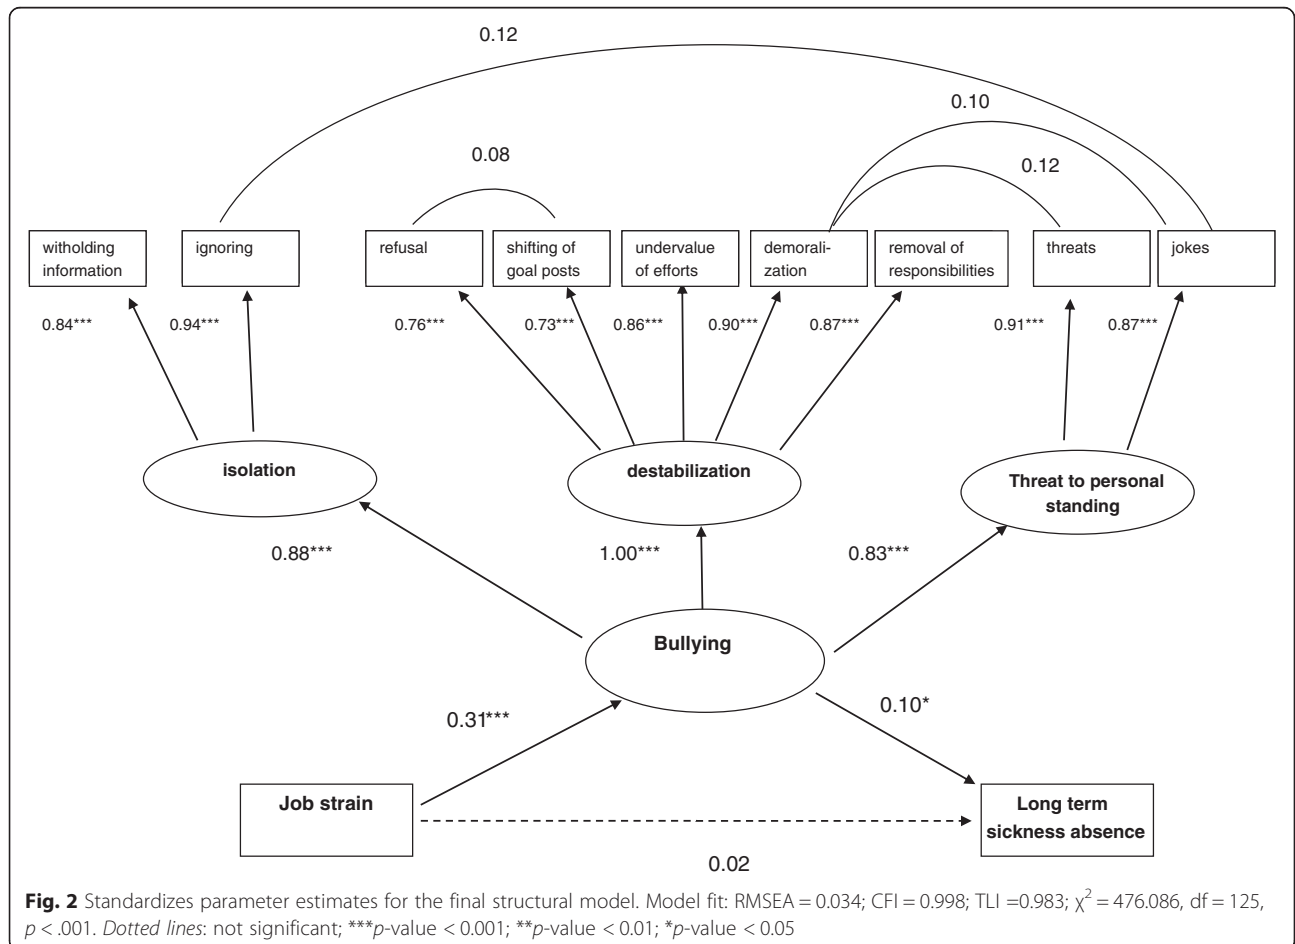 0.12
0.10
0.08
0.12
witholding
information
ignoring
refusal
shifting of
goal posts
undervalue
of efforts
demorali-
zation
removal of
responsibilities
threats
jokes
0.84***
0.94***
0.76***
0.73***
0.86***
0.90***
0.87***
0.91***
0.87***
isolation
destabilization
Threat to personal
standing
0.88***
1.00***
0.83***
Bullying
0.31***
0.10*
Job strain
Long term
sickness absence
0.02
Fig. 2 Standardizes parameter estimates for the final structural model. Model fit: RMSEA = 0.034; CFI = 0.998; TLI =0.983; χ² = 476.086, df = 125,
p < .001. Dotted lines: not significant; ***p-value < 0.001; **p-value < 0.01; *p-value < 0.05